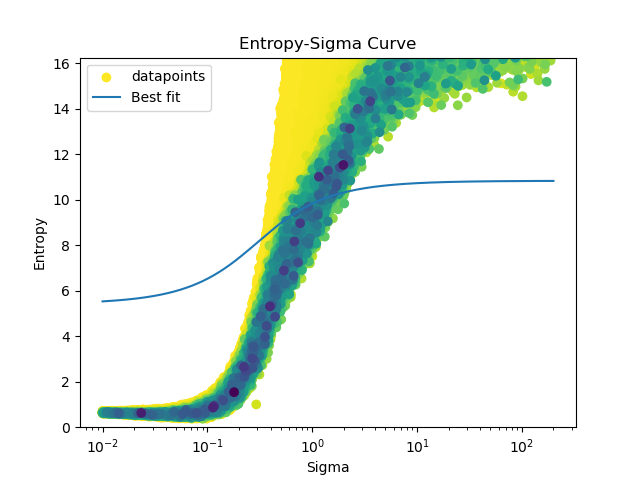 Entropy-Sigma Curve
datapoints
Best fit
Entropy
16
14
12
10
8
6
4
2
0
10⁻²
10⁻¹
10⁰
10¹
10²
Sigma